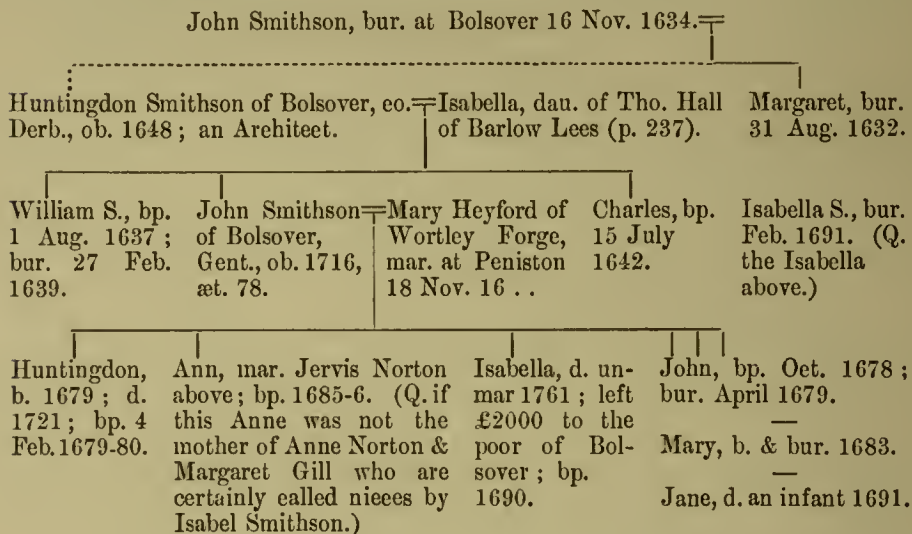 John Smithson, bur. at Bolsover 16 Nov. 1634.
Huntingdon Smithson of Bolsover, co.
Derb., ob. 1648 ; an Architect.
Isabella, dau. of Tho. Hall
of Barlow Lees (p. 237).
Margaret, bur.
31 Aug. 1632.
William S., bp.
1 Aug. 1637 ;
bur. 27 Feb.
1639.
John Smithson
of Bolsover,
Gent., ob. 1716,
æt. 78.
Mary Heyford of
Wortley Forge,
mar. at Peniston
18 Nov. 16 . .
Charles, bp.
15 July
1642.
Isabella S., bur.
Feb. 1691. (Q.
the Isabella
above.)
Huntingdon,
b. 1679 ; d.
1721 ; bp. 4
Feb. 1679-80.
Ann, mar. Jervis Norton
above ; bp. 1685-6. (Q. if
this Anne was not the
mother of Anne Norton &
Margaret Gill who are
certainly called nieces by
Isabel Smithson.)
Isabella, d. un-
mar 1761 ; left
£2000 to the
poor of Bol-
sover ; bp.
1690.
John, bp. Oct. 1678 ;
bur. April 1679.
—
Mary, b. & bur. 1683.
—
Jane, d. an infant 1691.